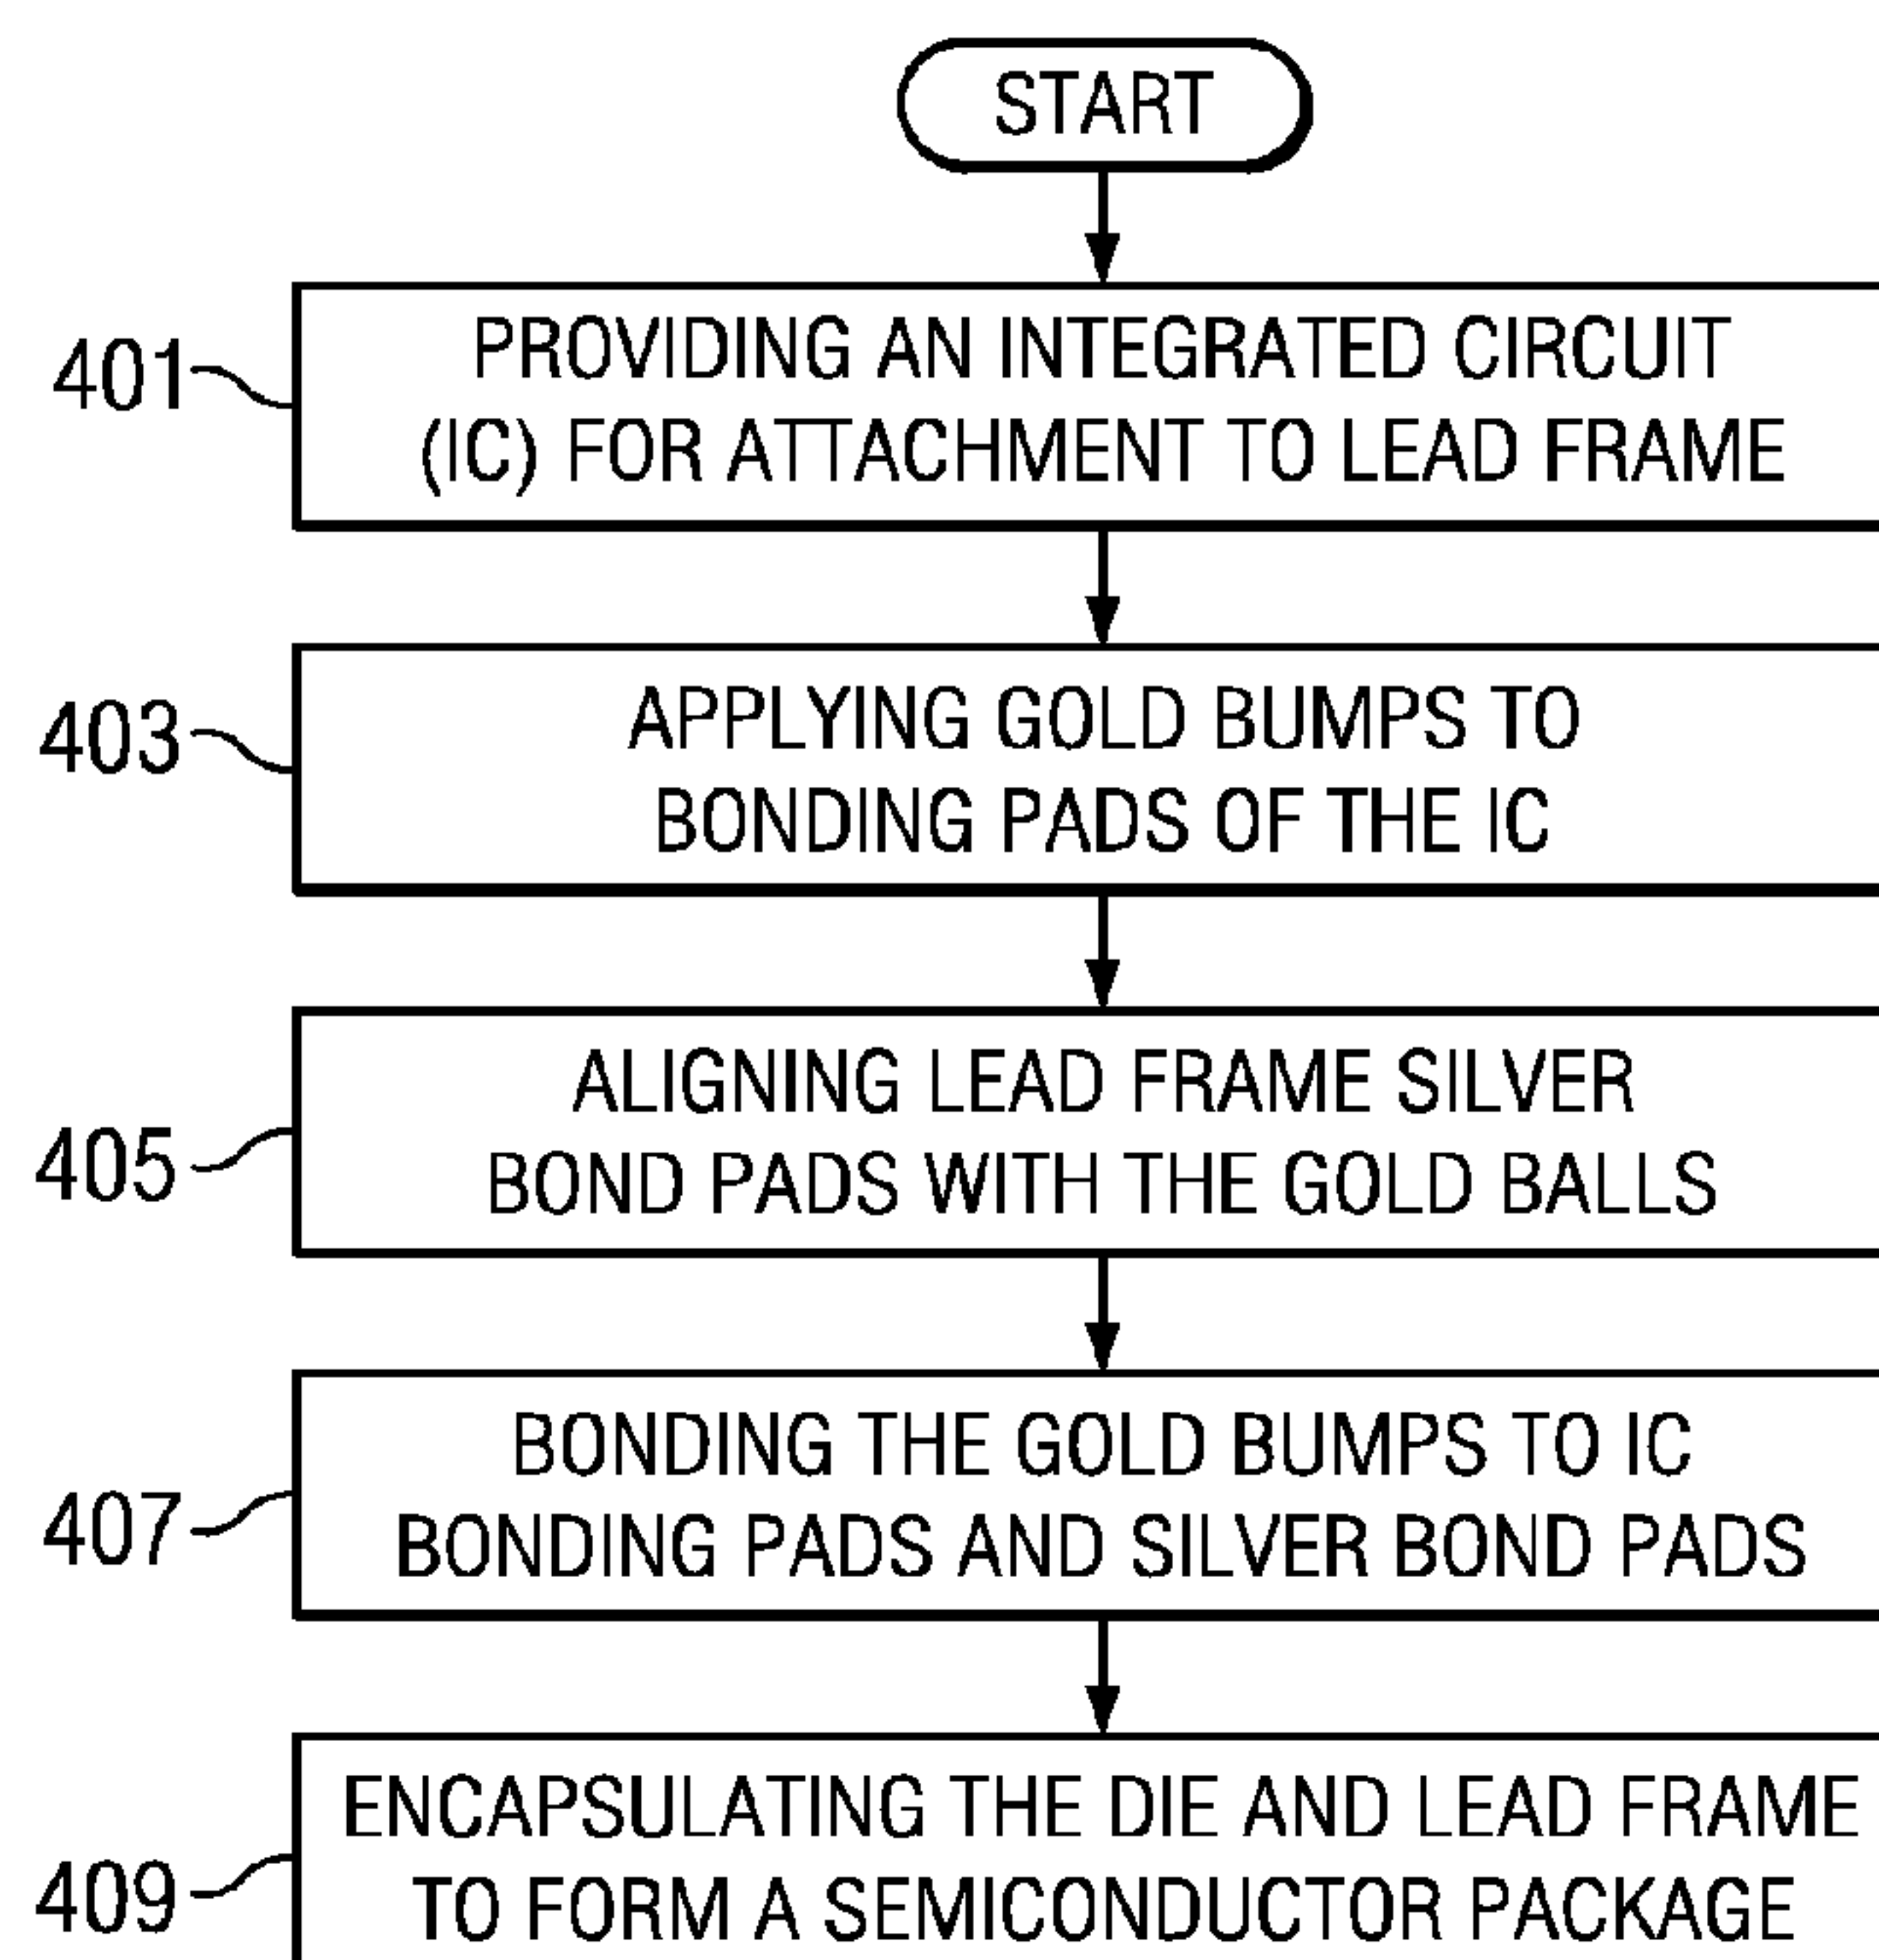 START
401
PROVIDING AN INTEGRATED CIRCUIT
(IC) FOR ATTACHMENT TO LEAD FRAME
403
APPLYING GOLD BUMPS TO
BONDING PADS OF THE IC
405
ALIGNING LEAD FRAME SILVER
BOND PADS WITH THE GOLD BALLS
407
BONDING THE GOLD BUMPS TO IC
BONDING PADS AND SILVER BOND PADS
409
ENCAPSULATING THE DIE AND LEAD FRAME
TO FORM A SEMICONDUCTOR PACKAGE